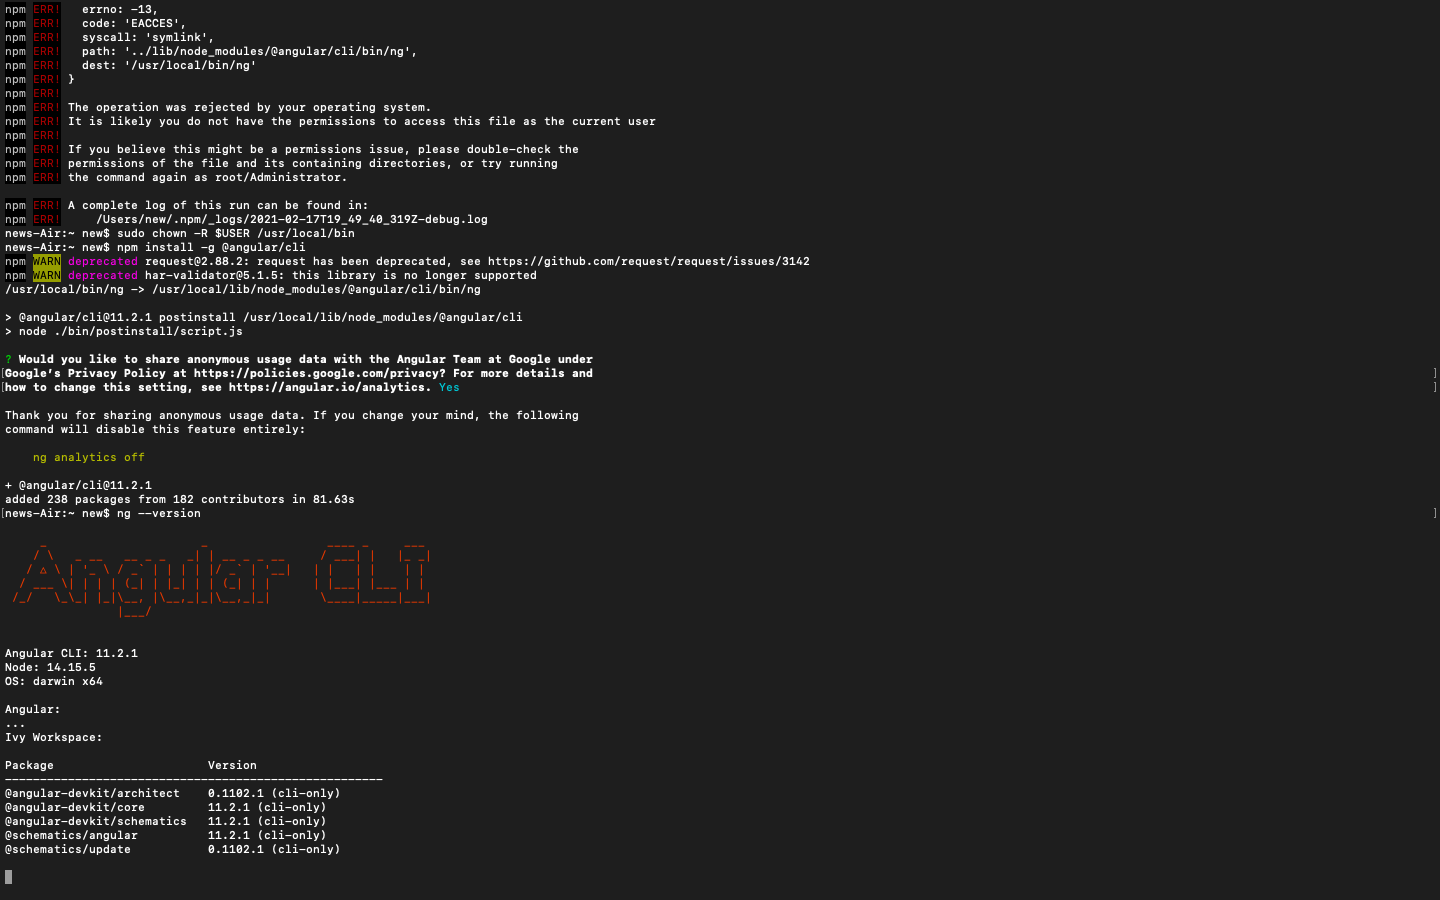 npm ERR!   errno: -13,
npm ERR!   code: 'EACCES',
npm ERR!   syscall: 'symlink',
npm ERR!   path: '../lib/node_modules/@angular/cli/bin/ng',
npm ERR!   dest: '/usr/local/bin/ng'
npm ERR! }
npm ERR!
npm ERR! The operation was rejected by your operating system.
npm ERR! It is likely you do not have the permissions to access this file as the current user
npm ERR!
npm ERR! If you believe this might be a permissions issue, please double-check the
npm ERR! permissions of the file and its containing directories, or try running
npm ERR! the command again as root/Administrator.
npm ERR! A complete log of this run can be found in:
npm ERR!     /Users/new/.npm/_logs/2021-02-17T19_49_40_319Z-debug.log
news-Air:~ new$ sudo chown -R $USER /usr/local/bin
news-Air:~ new$ npm install -g @angular/cli
npm WARN deprecated request@2.88.2: request has been deprecated, see https://github.com/request/request/issues/3142
npm WARN deprecated har-validator@5.1.5: this library is no longer supported
/usr/local/bin/ng -> /usr/local/lib/node_modules/@angular/cli/bin/ng
> @angular/cli@11.2.1 postinstall /usr/local/lib/node_modules/@angular/cli
> node ./bin/postinstall/script.js
? Would you like to share anonymous usage data with the Angular Team at Google under
[Google's Privacy Policy at https://policies.google.com/privacy? For more details and ]
[how to change this setting, see https://angular.io/analytics. Yes ]
Thank you for sharing anonymous usage data. If you change your mind, the following
command will disable this feature entirely:
ng analytics off
+ @angular/cli@11.2.1
added 238 packages from 182 contributors in 81.63s
[news-Air:~ new$ ng --version ]
Angular CLI
Angular CLI: 11.2.1
Node: 14.15.5
OS: darwin x64
Angular:
...
Ivy Workspace:
Package                      Version
------------------------------------------------------
@angular-devkit/architect    0.1102.1 (cli-only)
@angular-devkit/core         11.2.1 (cli-only)
@angular-devkit/schematics   11.2.1 (cli-only)
@schematics/angular          11.2.1 (cli-only)
@schematics/update           0.1102.1 (cli-only)